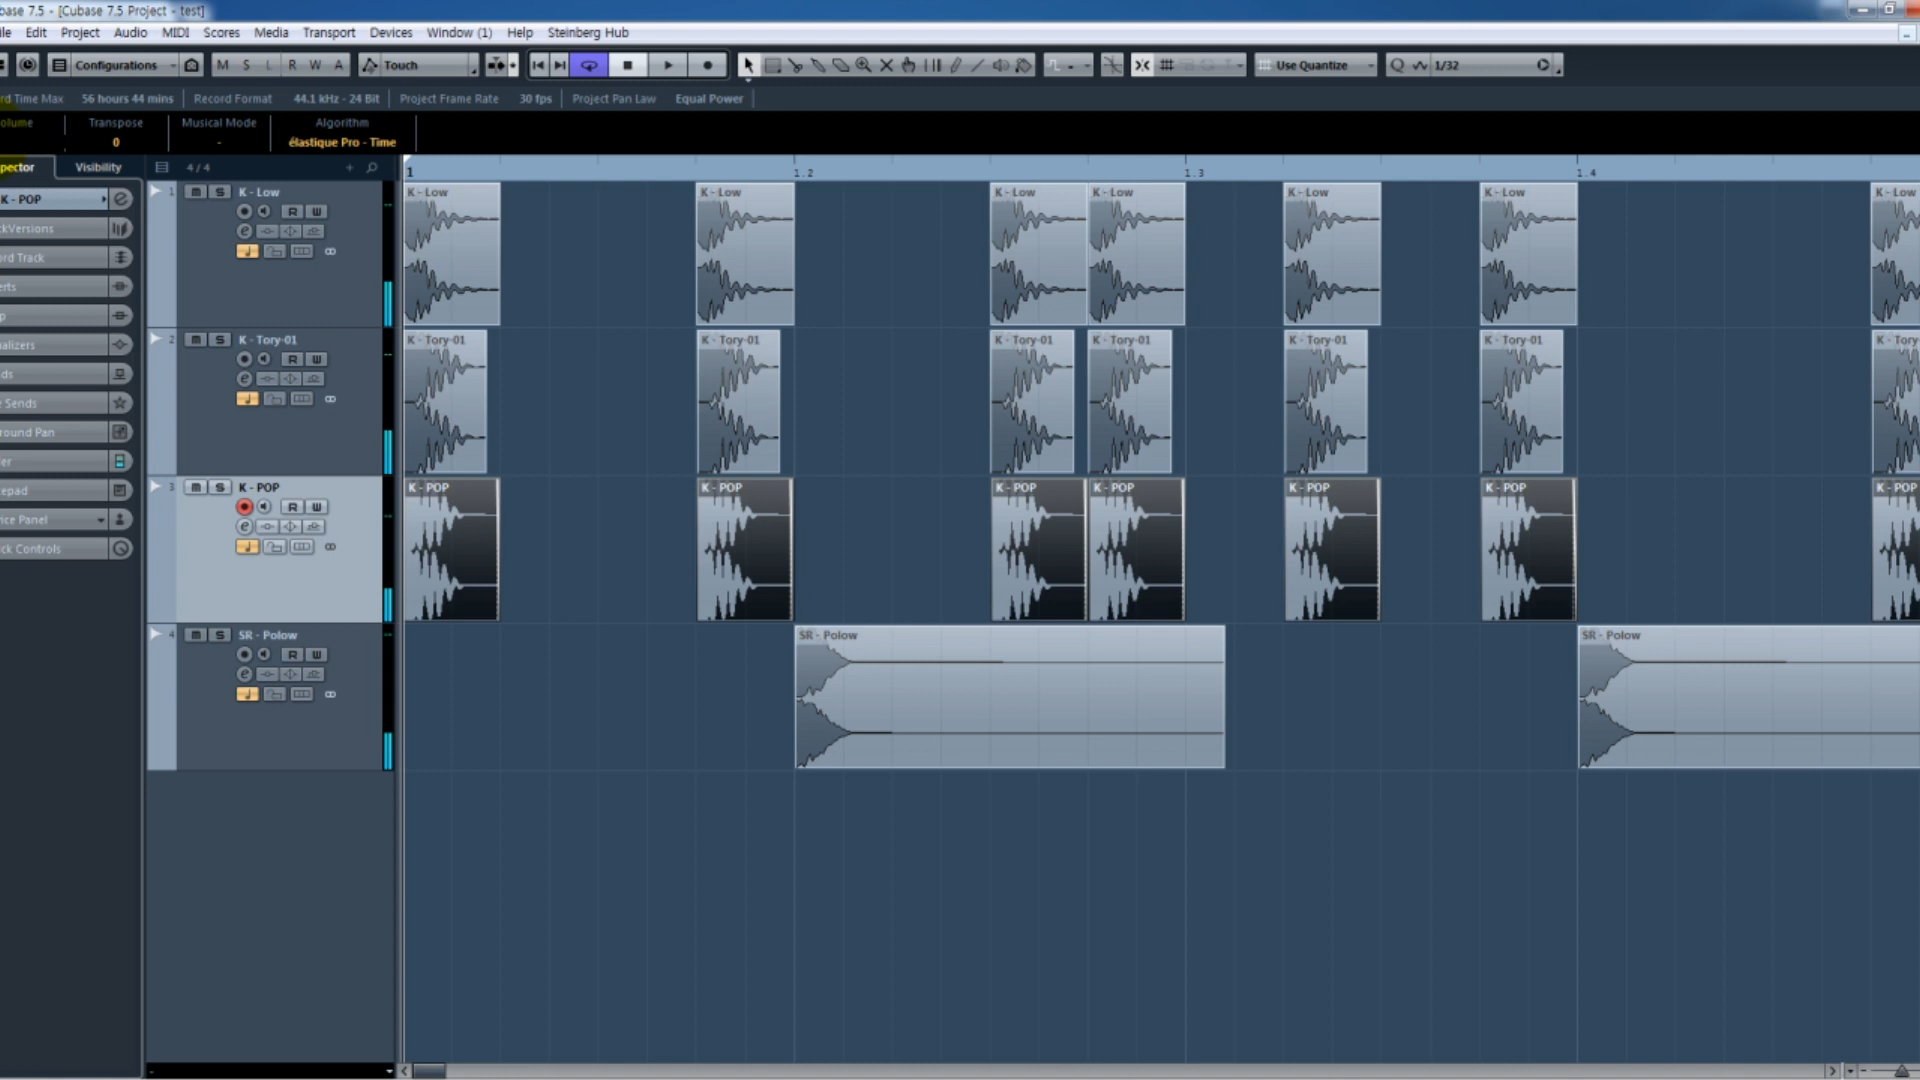 base 7.5 - [Cubase 7.5 Project - test]
ile Edit Project Audio MIDI Scores Media Transport Devices Window (1) Help Steinberg Hub
Configurations M S L R W A Touch Use Quantize Q 1/32
rd Time Max 56 hours 44 mins Record Format 44.1 kHz - 24 Bit Project Frame Rate 30 fps Project Pan Law Equal Power
olume Transpose Musical Mode Algorithm
0 - élastique Pro - Time
pector Visibility 4 / 4 1 1.2 1.3 1.4
K - POP
ckVersions
ord Track
erts
p
ualizers
ds
e Sends
round Pan
er
epad
ice Panel
ck Controls
1 m S K - Low
R W
e
2 m S K - Tory-01
R W
e
3 m S K - POP
R W
e
4 m S SR - Polow
R W
e
K - Low K - Low K - Low K - Low K - Low K - Low K - Low
K - Tory-01 K - Tory-01 K - Tory-01 K - Tory-01 K - Tory-01 K - Tory-01 K - Tory
K - POP K - POP K - POP K - POP K - POP K - POP K - POP
SR - Polow SR - Polow